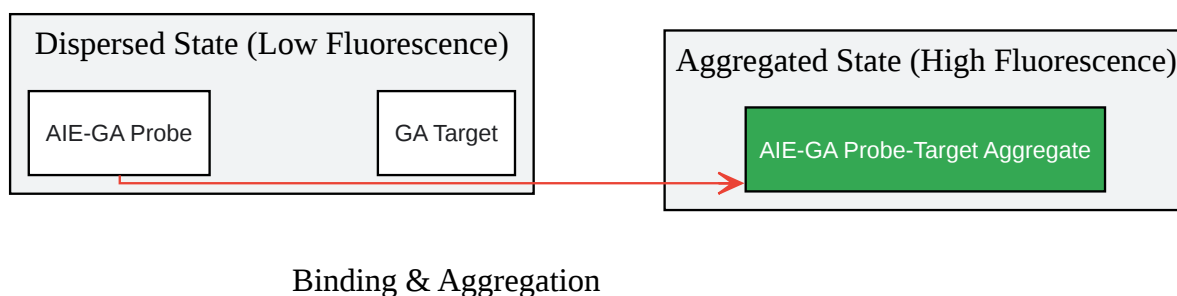 Dispersed State (Low Fluorescence)
AIE-GA Probe
GA Target
Aggregated State (High Fluorescence)
AIE-GA Probe-Target Aggregate
Binding & Aggregation